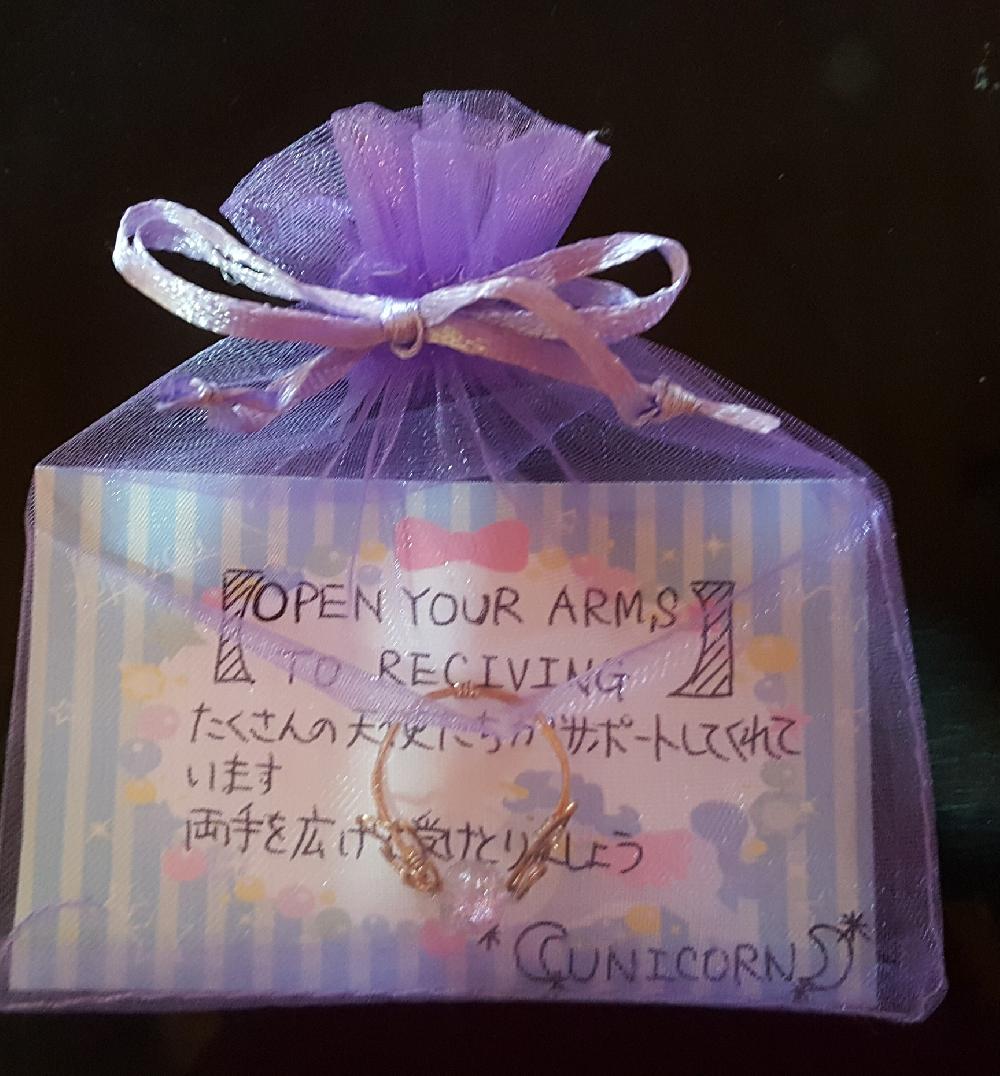 OPEN YOUR ARMS
TO RECIVING
たくさんの天使たちがサポートしてくれて
います
両手を広げて受けとりましょう
UNICORN